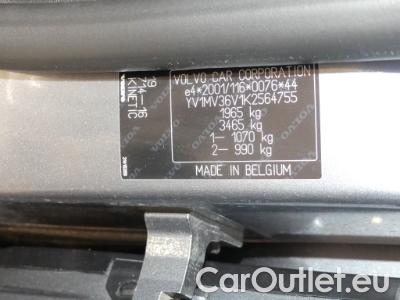 VOLVO CAR CORPORATION
e4*2001/116*0076*44
YV1MV36V1K2564755
1965 kg
3465 kg
1- 1070 kg
2- 990 kg
MADE IN BELGIUM
KINETIC
VOLVO
CarOutlet.eu